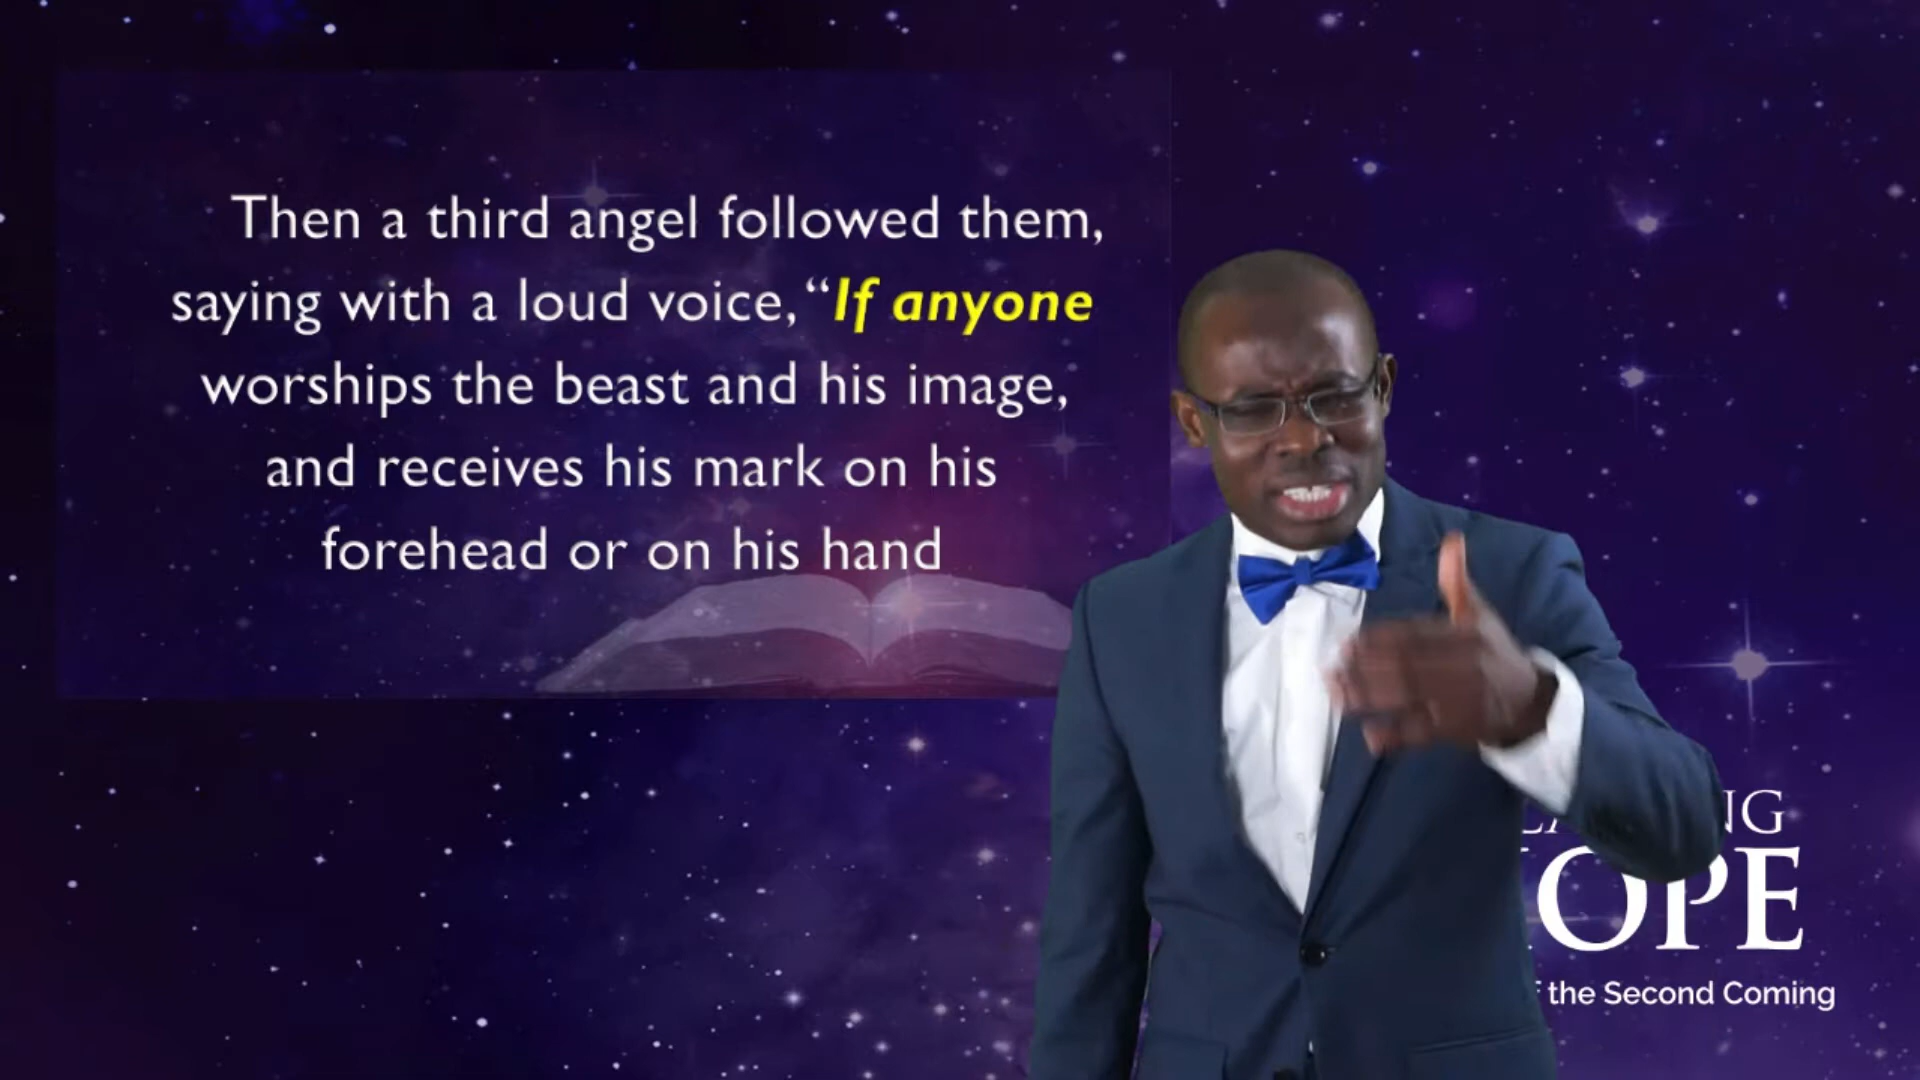 Then a third angel followed them,
saying with a loud voice, “If anyone
worships the beast and his image,
and receives his mark on his
forehead or on his hand
the Second Coming